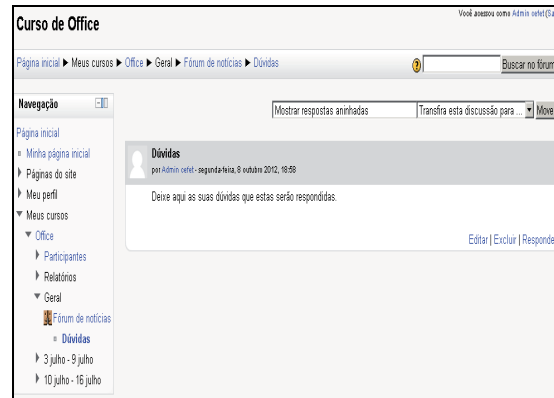 Curso de Office
Você acessou como Admin cefet (Sa
Página inicial ▶ Meus cursos ▶ Office ▶ Geral ▶ Fórum de notícias ▶ Dúvidas
Buscar no fórum
Navegação
Página inicial
Minha página inicial
Páginas do site
Meu perfil
Meus cursos
Office
Participantes
Relatórios
Geral
Fórum de notícias
Dúvidas
3 julho - 9 julho
10 julho - 16 julho
Mostrar respostas aninhadas
Transfira esta discussão para ...
Move
Dúvidas
por Admin cefet - segunda-feira, 8 outubro 2012, 18:58
Deixe aqui as suas dúvidas que estas serão respondidas.
Editar | Excluir | Responde